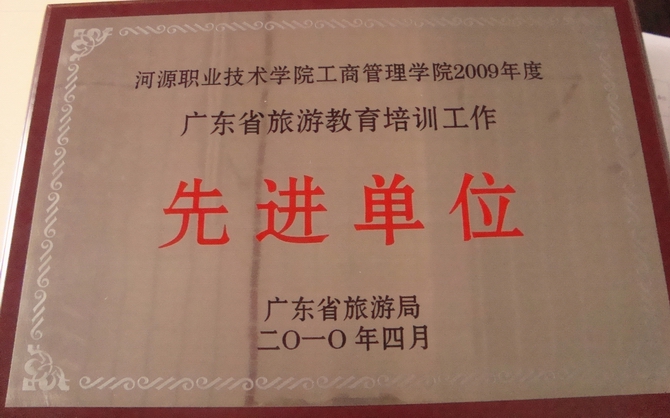 河源职业技术学院工商管理学院2009年度
广东省旅游教育培训工作
先进单位
广东省旅游局
二〇一〇年四月